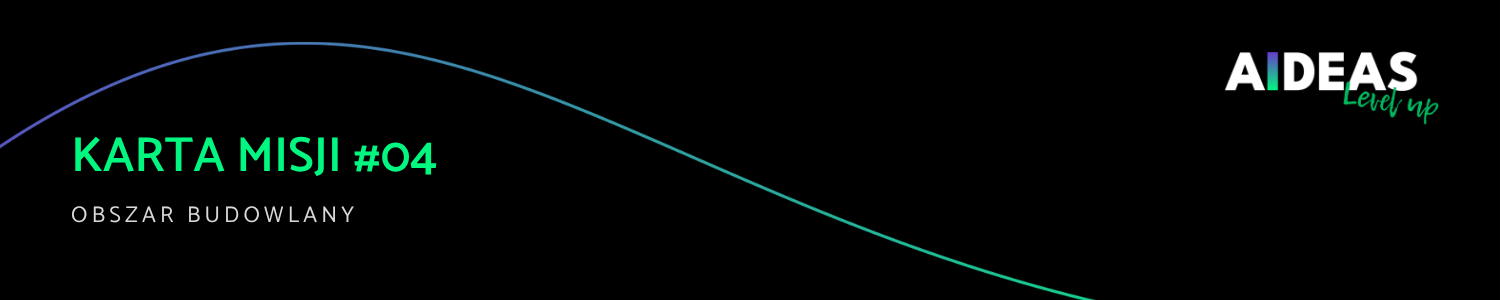 AIDEAS
Level up
KARTA MISJI #04
OBSZAR BUDOWLANY